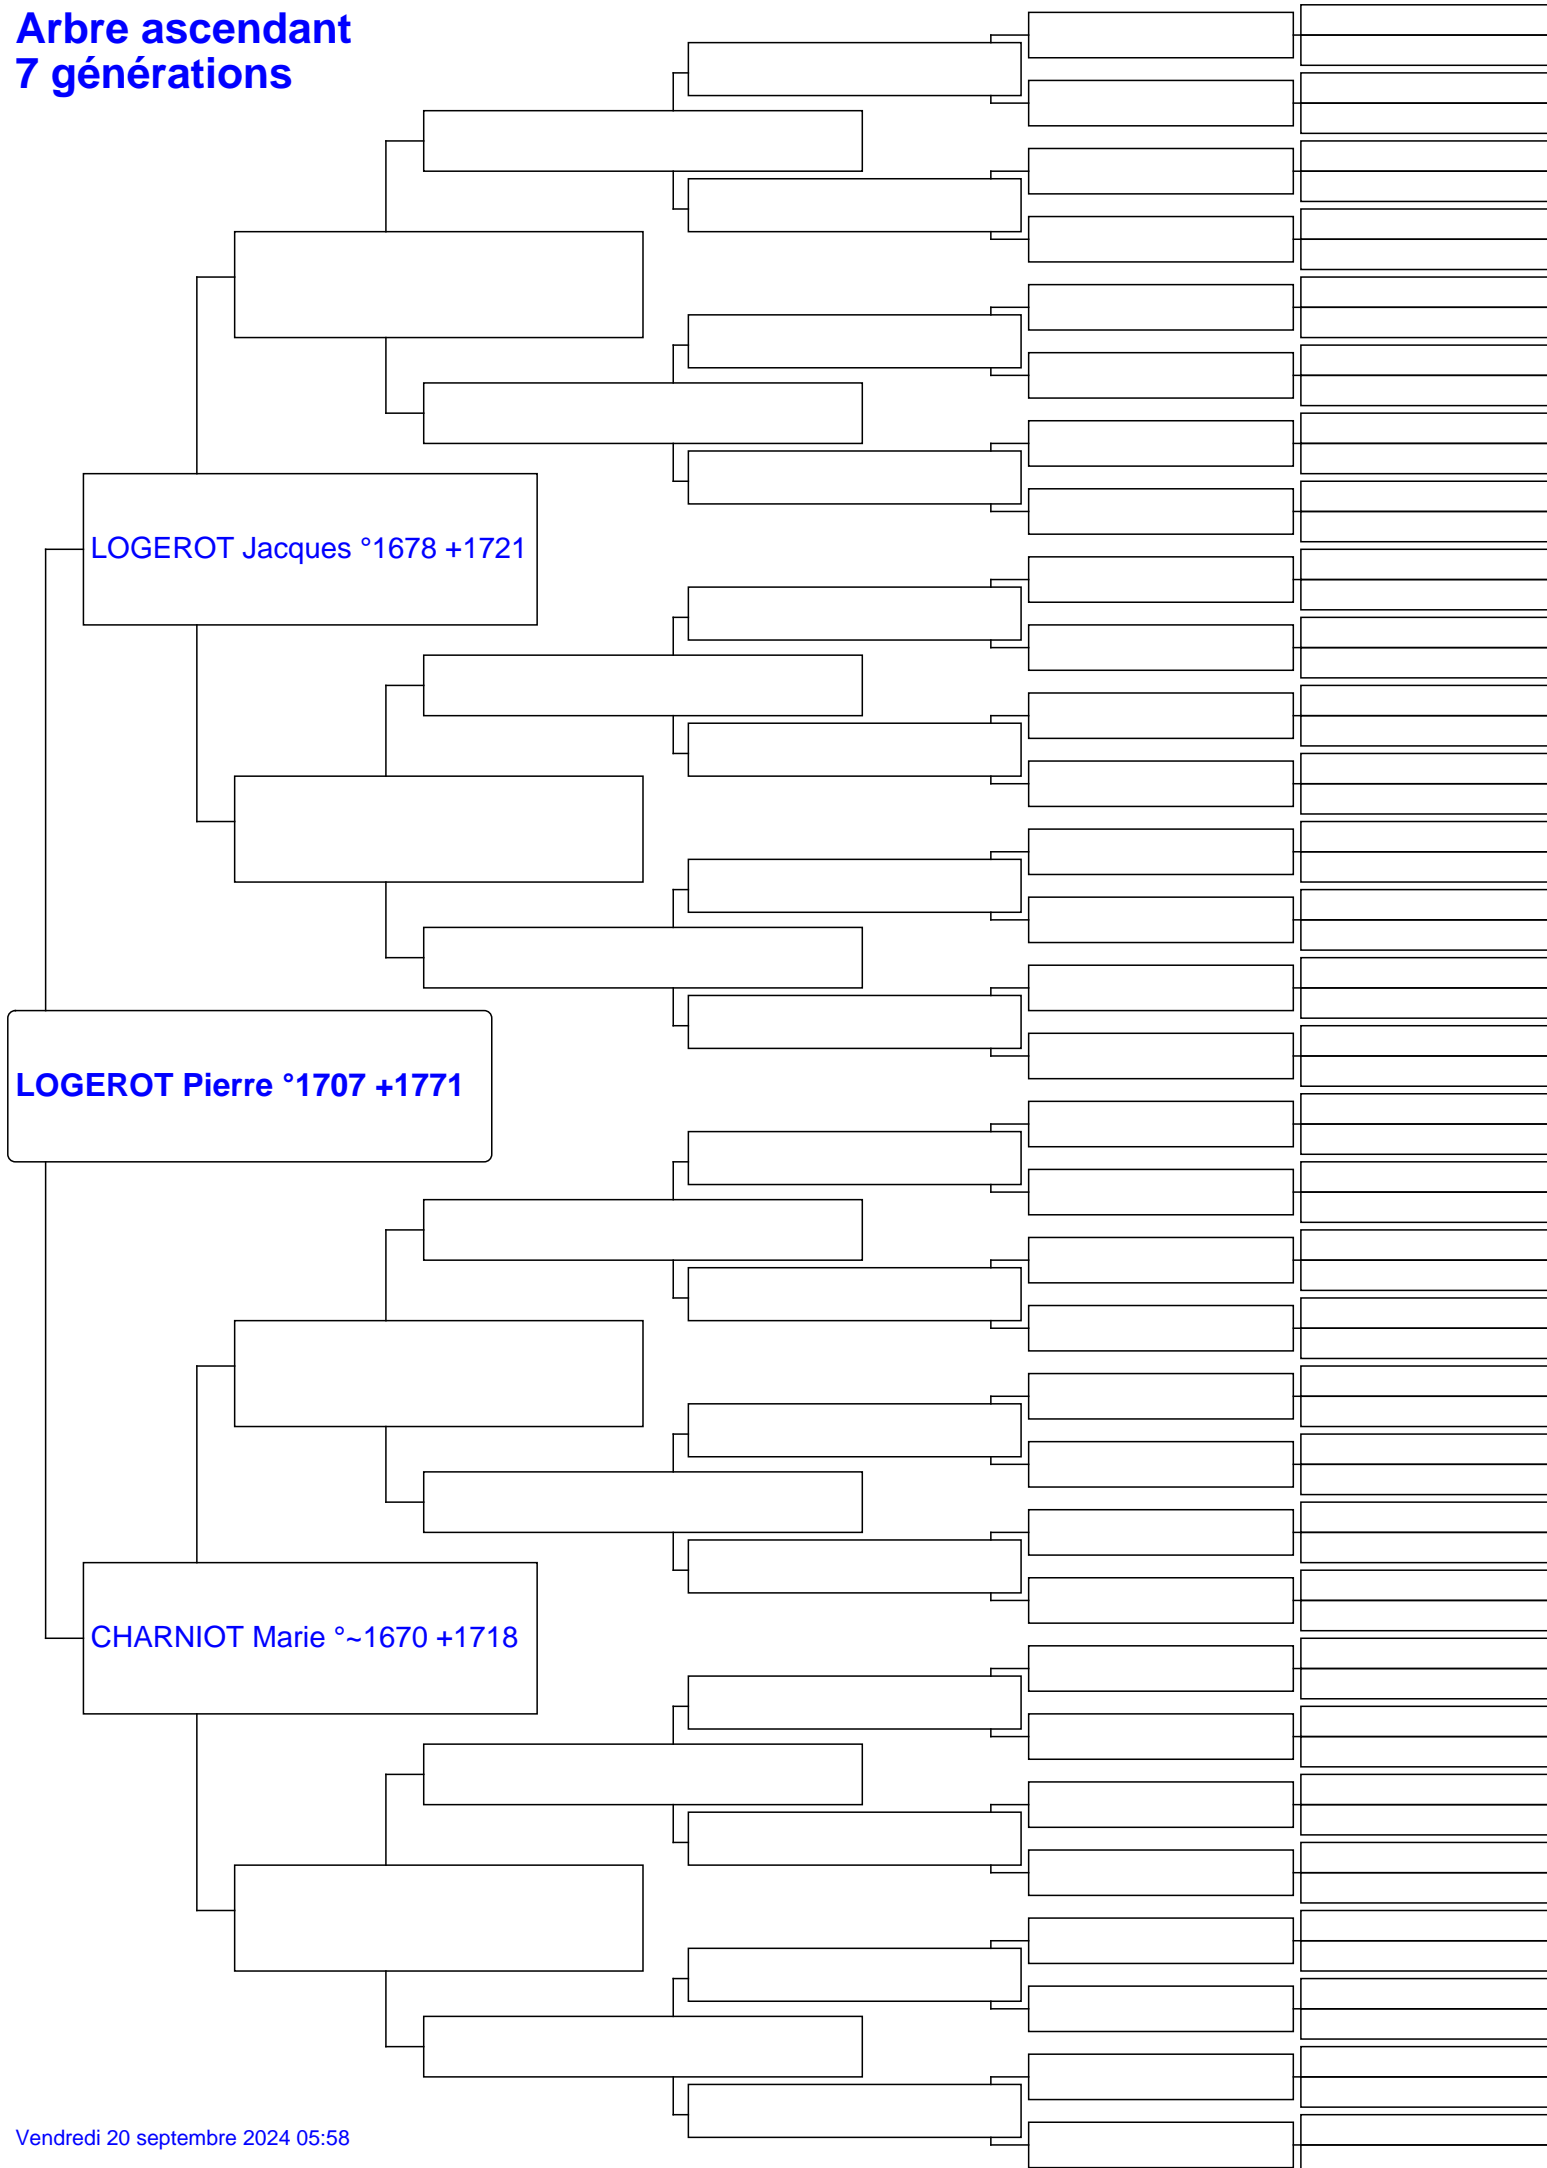 Arbre ascendant
7 générations
LOGEROT Jacques °1678 +1721
LOGEROT Pierre °1707 +1771
CHARNIOT Marie °~1670 +1718
Vendredi 20 septembre 2024 05:58